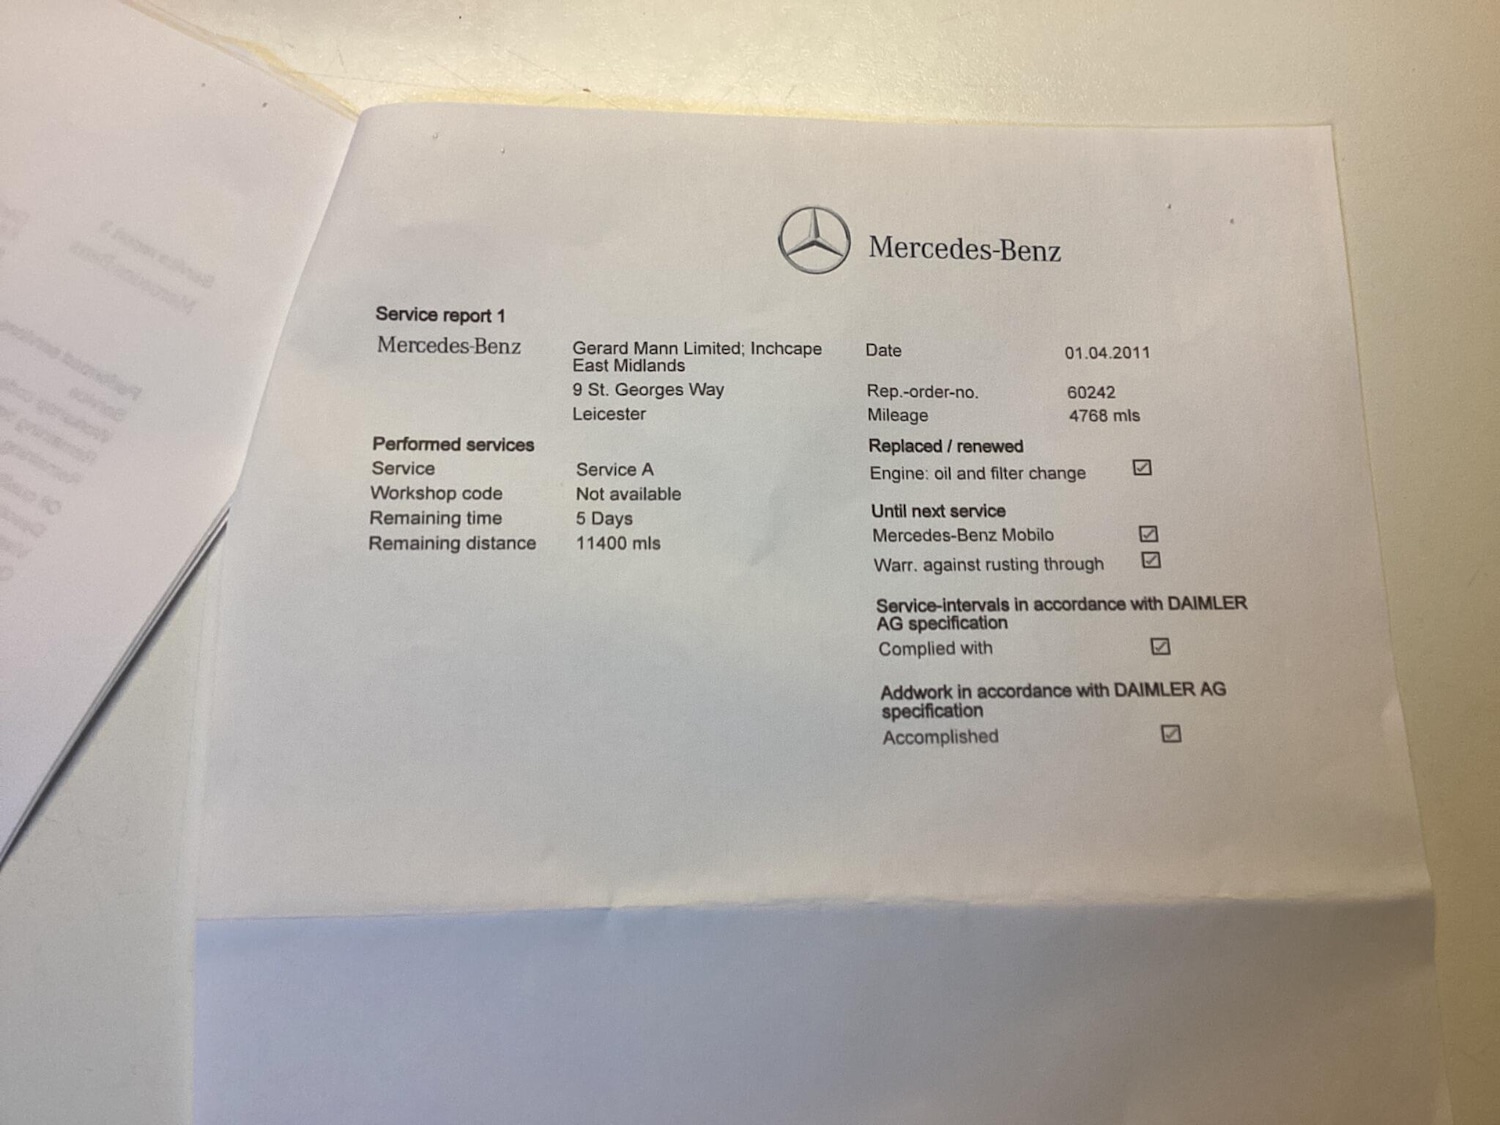 Mercedes-Benz
Service report 1
Mercedes-Benz
Gerard Mann Limited; Inchcape
East Midlands
9 St. Georges Way
Leicester
Date 01.04.2011
Rep.-order-no. 60242
Mileage 4768 mls
Performed services
Service Service A
Workshop code Not available
Remaining time 5 Days
Remaining distance 11400 mls
Replaced / renewed
Engine: oil and filter change ☑
Until next service
Mercedes-Benz Mobilo ☑
Warr. against rusting through ☑
Service-intervals in accordance with DAIMLER
AG specification
Complied with ☑
Addwork in accordance with DAIMLER AG
specification
Accomplished ☑